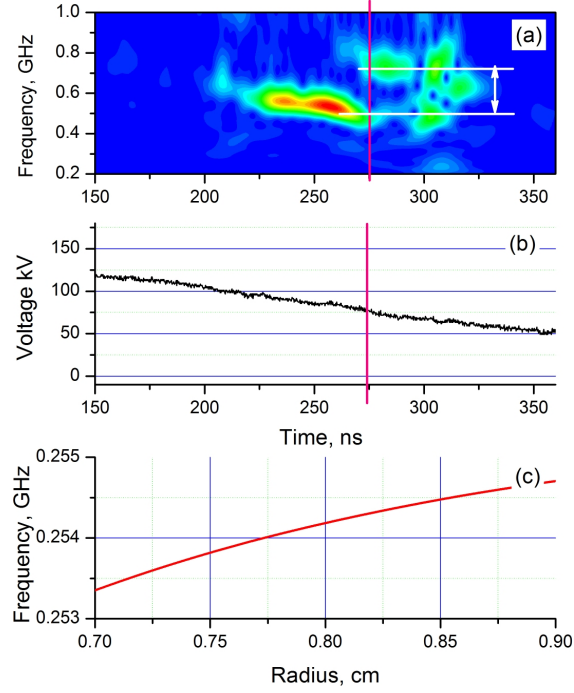 1.0
(a)
0.8
0.6
0.4
0.2
Frequency, GHz
150 200 250 300 350
(b)
150
100
50
0
Voltage kV
150 200 250 300 350
Time, ns
0.255
(c)
0.254
0.253
Frequency, GHz
0.70 0.75 0.80 0.85 0.90
Radius, cm